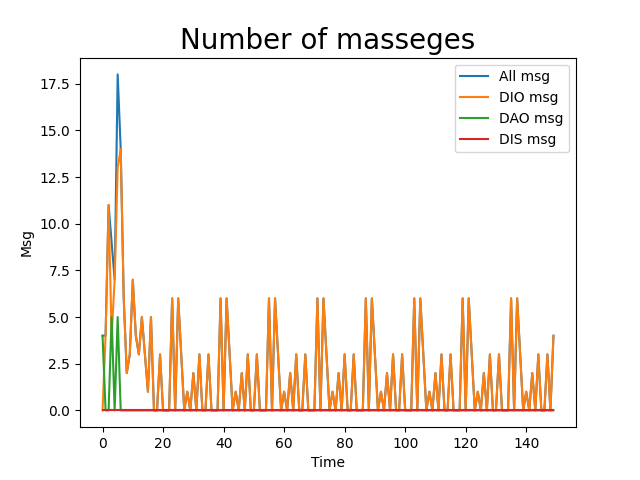 Number of masseges
All msg
DIO msg
DAO msg
DIS msg
Msg
17.5
15.0
12.5
10.0
7.5
5.0
2.5
0.0
0 20 40 60 80 100 120 140
Time